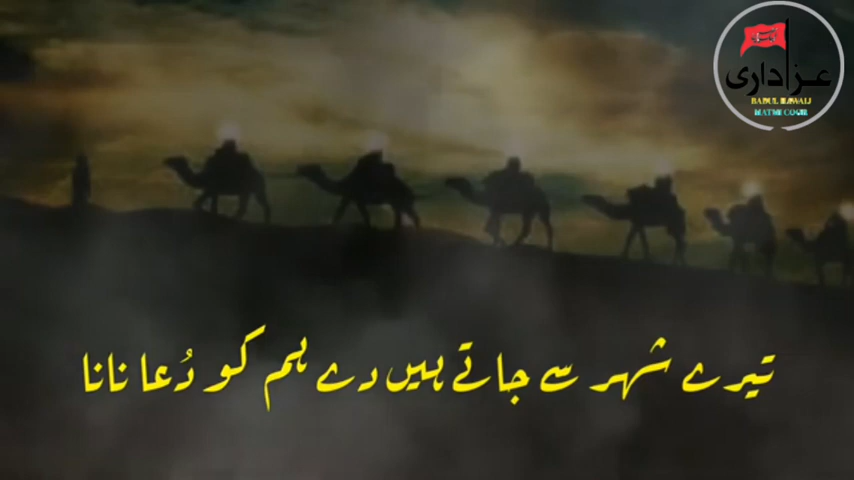 عزاداری
تیرے شہر سے جاتے ہیں دے ہم کو دُعا نانا